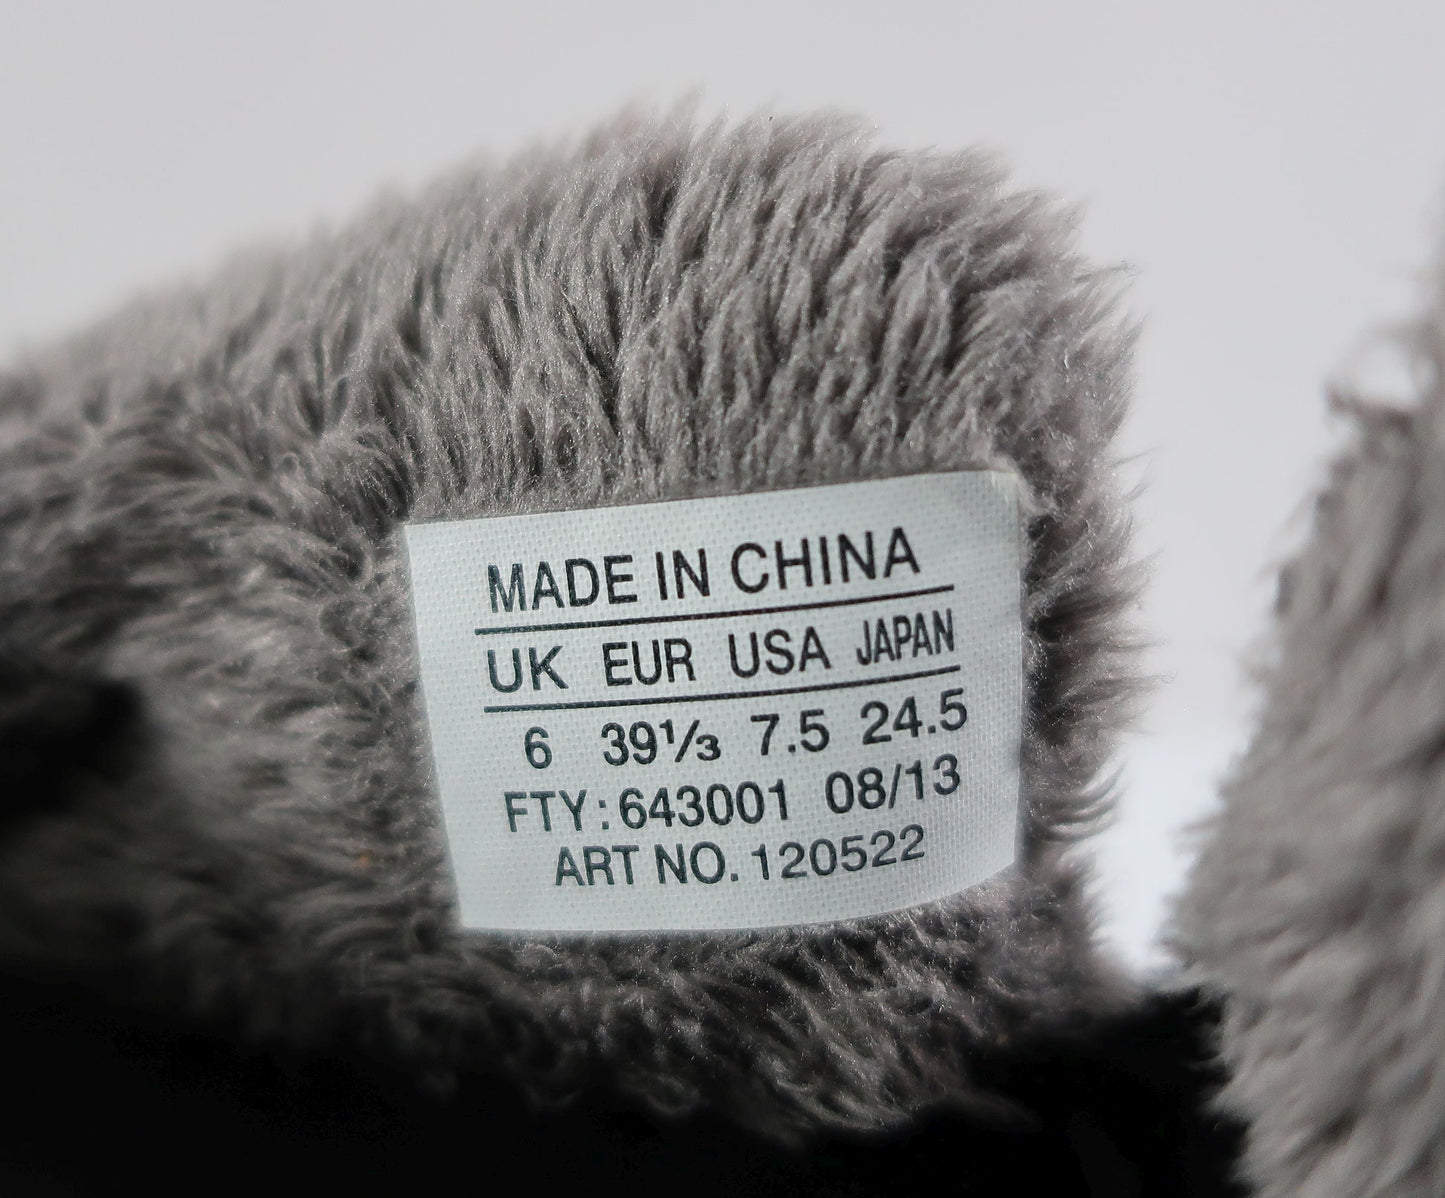 MADE IN CHINA
UK EUR USA JAPAN
6 39⅓ 7.5 24.5
FTY:643001 08/13
ART NO. 120522